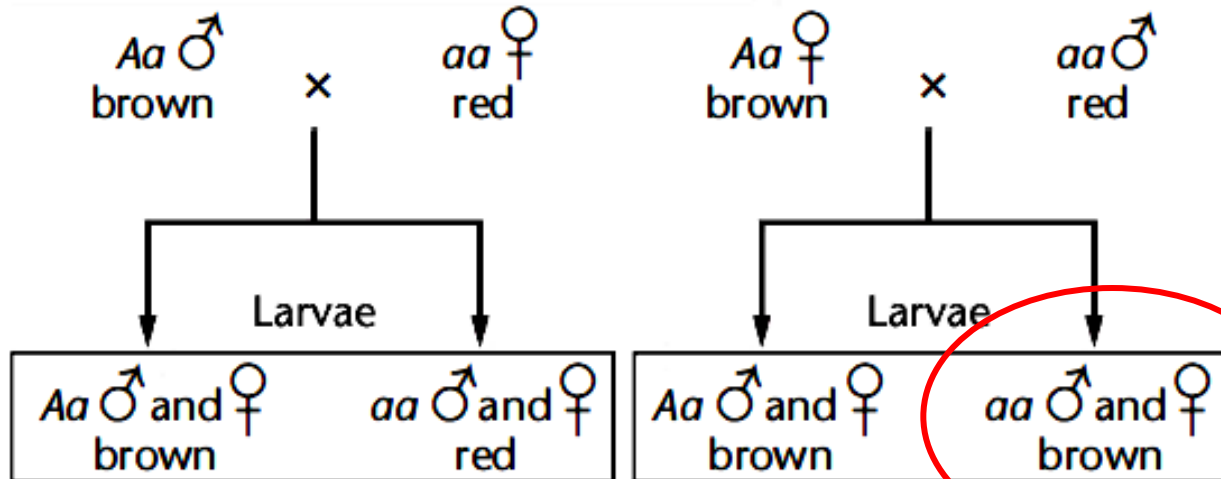 Aa ♂ × aa ♀
brown red
Aa ♀ × aa ♂
brown red
Larvae
Larvae
Aa ♂ and ♀ aa ♂ and ♀
brown red
Aa ♂ and ♀ aa ♂ and ♀
brown brown